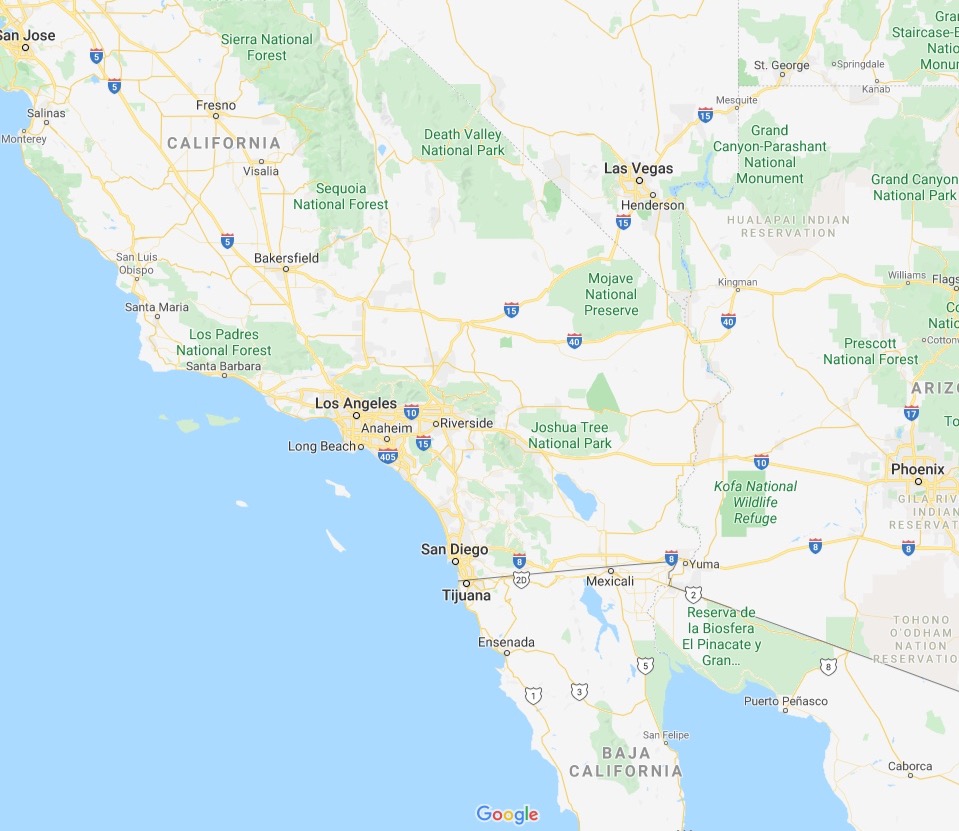 San Jose
Sierra National
Forest
Gran
Staircase-E
Natio
Monum
St. George
Springdale
Kanab
5
5
Fresno
Salinas
Monterey
CALIFORNIA
Visalia
Death Valley
National Park
Mesquite
15
Grand
Canyon-Parashant
National
Monument
Las Vegas
Henderson
Grand Canyon
National Park
Sequoia
National Forest
15
HUALAPAI INDIAN
RESERVATION
5
Bakersfield
San Luis
Obispo
Mojave
National
Preserve
Kingman
Williams
Flags
Santa Maria
15
40
40
Co
Natio
Cottonw
Los Padres
National Forest
Santa Barbara
Prescott
National Forest
ARIZO
Los Angeles
10
Riverside
Anaheim
17
To
Long Beach
405
15
Joshua Tree
National Park
10
Phoenix
Kofa National
Wildlife
Refuge
GILA RIV
INDIAN
RESERVAT
San Diego
8
8
8
8
Yuma
2D
Mexicali
Tijuana
2
Reserva de
la Biosfera
El Pinacate y
Gran...
TOHONO
O'ODHAM
NATION
RESERVATIO
Ensenada
5
8
1
3
Puerto Peñasco
San Felipe
BAJA
CALIFORNIA
Caborca
Google